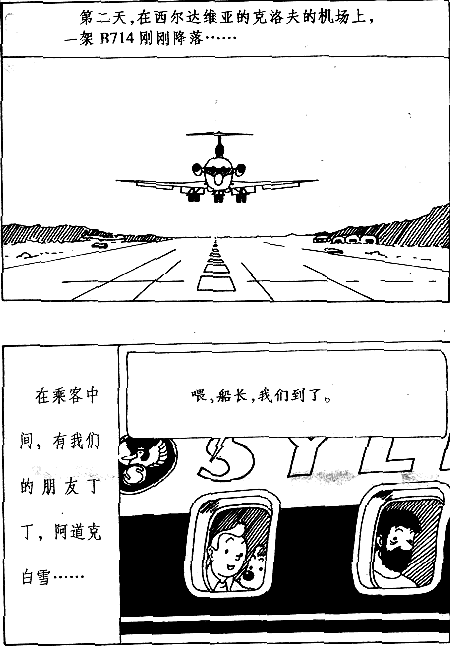 第二天，在西尔达维亚的克洛夫的机场上，
一架B714刚刚降落……
喂，船长，我们到了。
在乘客中
间，有我们
的朋友丁
丁，阿道克
白雪……
SYL